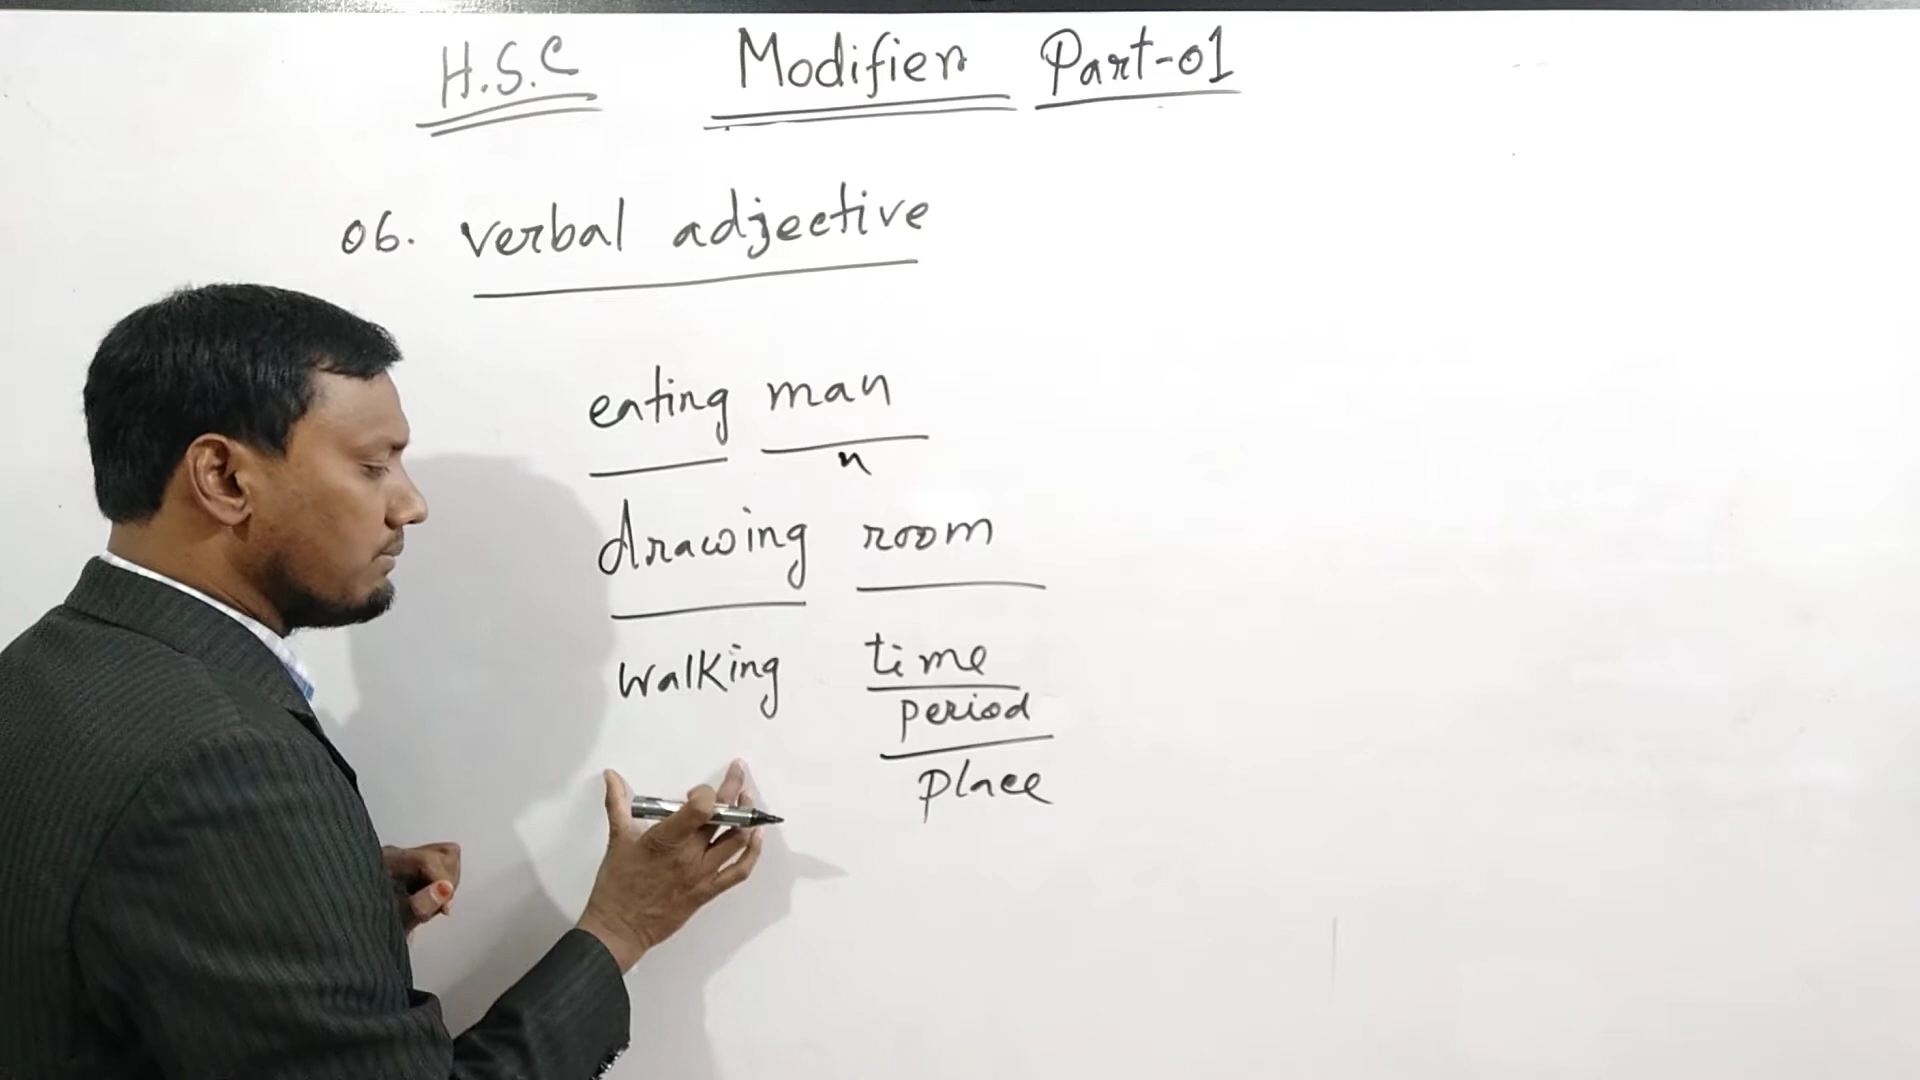 H.S.C Modifier Part-01
06. verbal adjective
eating man
n
drawing room
walking time
period
place